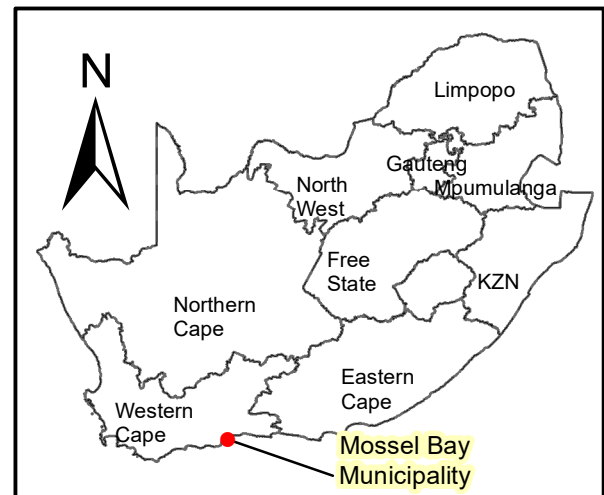 N
Limpopo
Gauteng
Mpumulanga
North
West
Free
State
KZN
Northern
Cape
Eastern
Cape
Western
Cape
Mossel Bay
Municipality